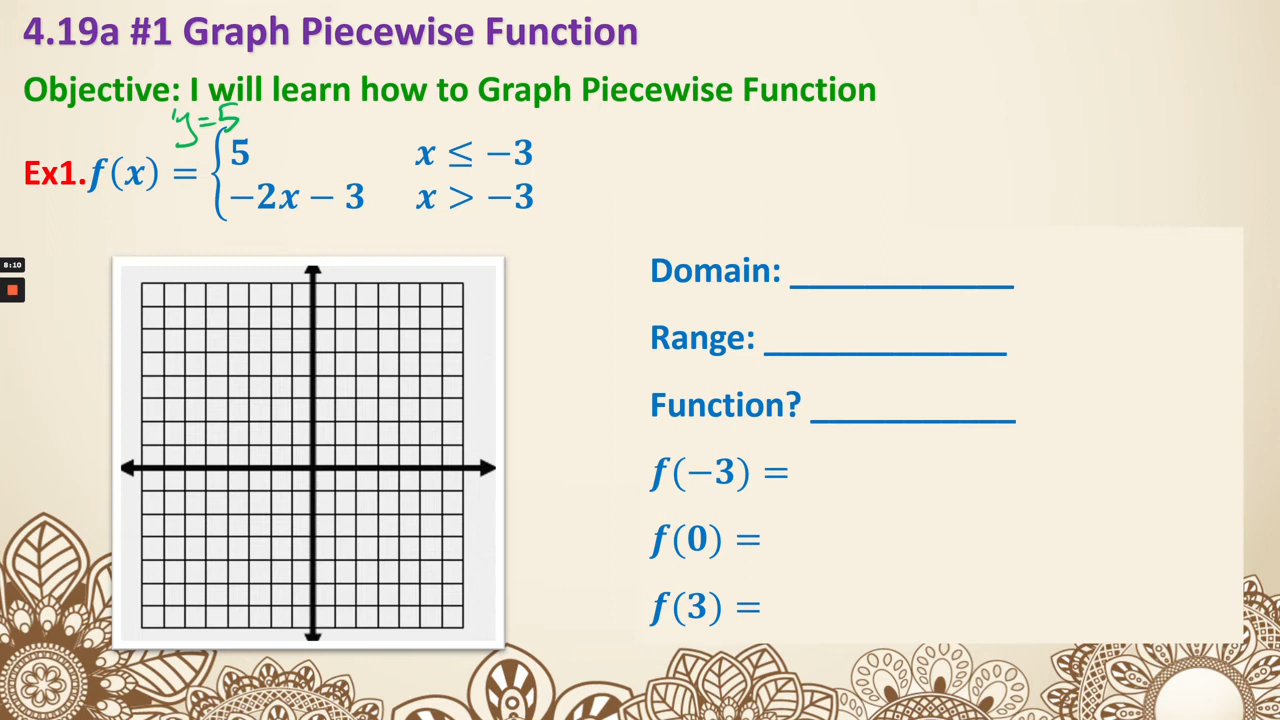 4.19a #1 Graph Piecewise Function
Objective: I will learn how to Graph Piecewise Function
y=5
Ex1. f(x) = { 5 x ≤ −3
−2x − 3 x > −3
8:10
Domain: ____________
Range: _____________
Function? ___________
f(−3) =
f(0) =
f(3) =